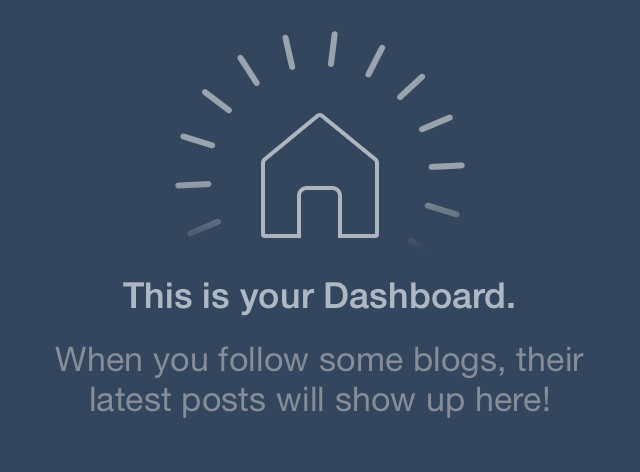 This is your Dashboard.
When you follow some blogs, their
latest posts will show up here!